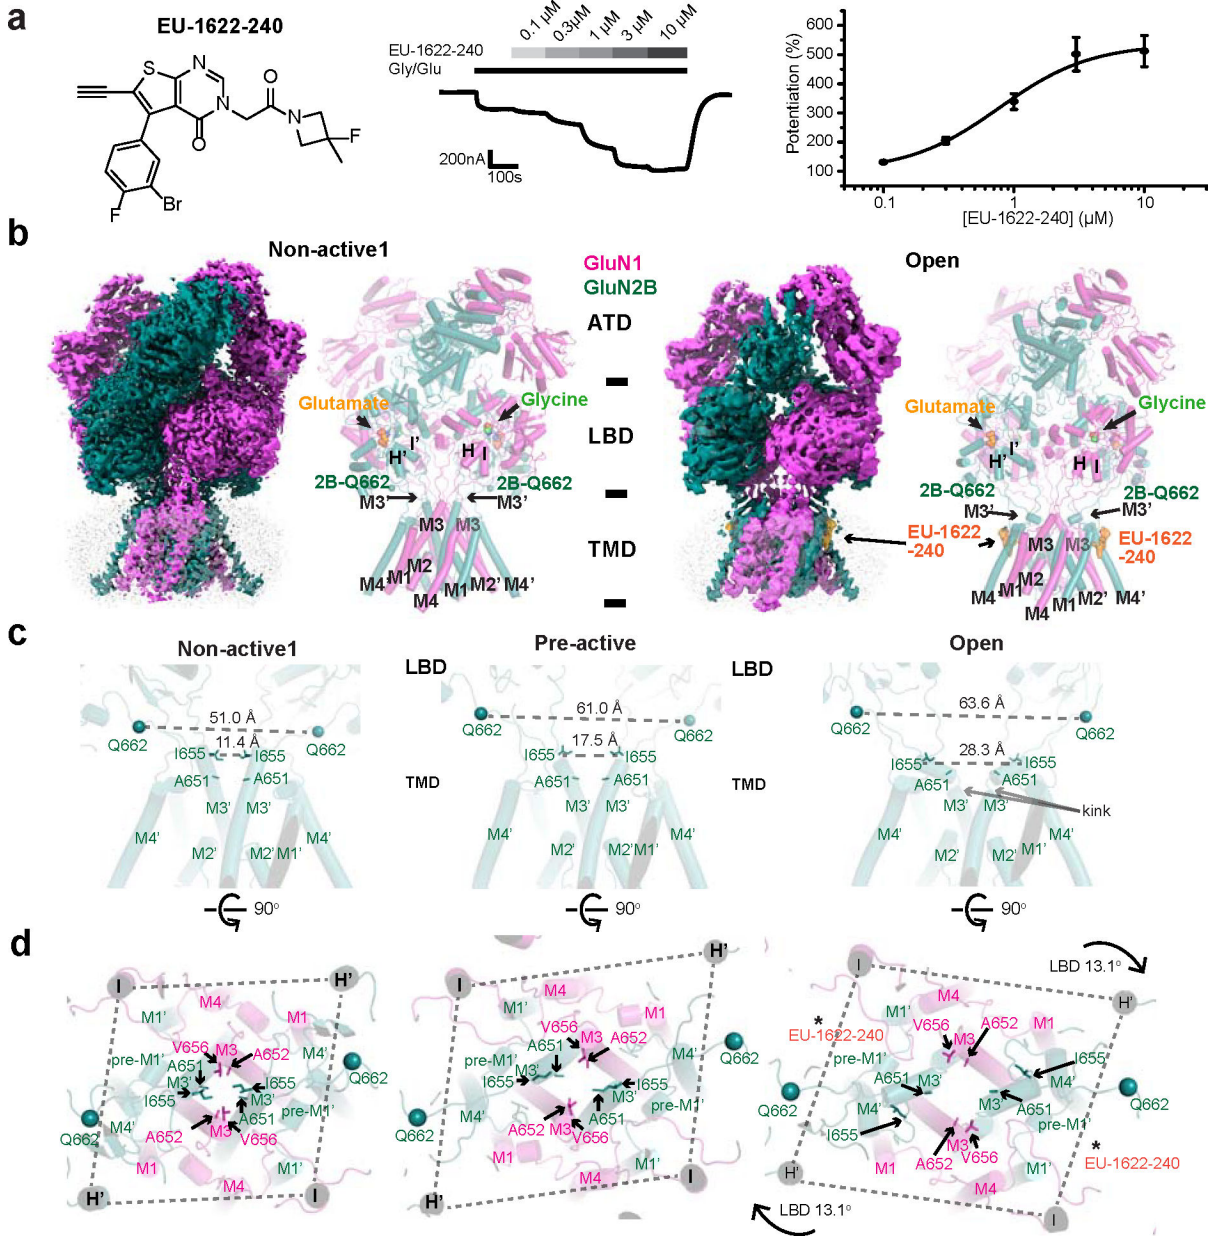 a
EU-1622-240
S
N
N
O
O
N
F
Br
F
0.1 µM
0.3µM
1 µM
3 µM
10 µM
EU-1622-240
Gly/Glu
200nA
100s
Potentiation (%)
600
500
400
300
200
100
0.1
1
10
[EU-1622-240] (µM)
b
Non-active1
GluN1
GluN2B
ATD
LBD
TMD
Open
Glutamate
Glycine
H'
I'
H
I
2B-Q662
2B-Q662
M3'
M3'
M3
M3
M2
M4'
M1
M4
M1
M2'
M4'
Glutamate
Glycine
H'
I'
H
I
2B-Q662
2B-Q662
M3'
M3'
EU-1622
-240
EU-1622
-240
M3
M3
M2
M4'
M1
M4
M1
M2'
M4'
c
Non-active1
LBD
Pre-active
LBD
Open
51.0 Å
Q662
Q662
11.4 Å
I655
I655
A651
A651
M3'
M3'
M4'
M4'
M2'
M2'
M1'
90°
TMD
61.0 Å
Q662
Q662
17.5 Å
I655
I655
A651
A651
M3'
M3'
M4'
M4'
M2'
M2'
M1'
90°
TMD
63.6 Å
Q662
Q662
28.3 Å
I655
I655
A651
A651
M3'
M3'
kink
M4'
M4'
M2'
M2'
M1'
90°
d
I
H'
M4
M1'
M1
V656
M3
A652
pre-M1'
A651
M4'
M3'
I655
I655
M3'
Q662
pre-M1'
A651
Q662
M4'
A652
M3
V656
M1
M1'
M4
H'
I
H'
I
M4
M1'
M1
V656
M3
A652
A651
pre-M1'
M4'
M3'
Q662
I655
I655
M3'
pre-M1'
M4'
A651
A652
M3
V656
M1
M1'
M4
H'
I
LBD 13.1°
I
H'
M4
*
EU-1622-240
V656
M3
A652
M1
pre-M1'
I655
A651
M3'
M4'
Q662
Q662
M4'
M3'
A651
pre-M1'
I655
M3
A652
V656
M1
M1'
*
EU-1622-240
H'
M4
I
LBD 13.1°